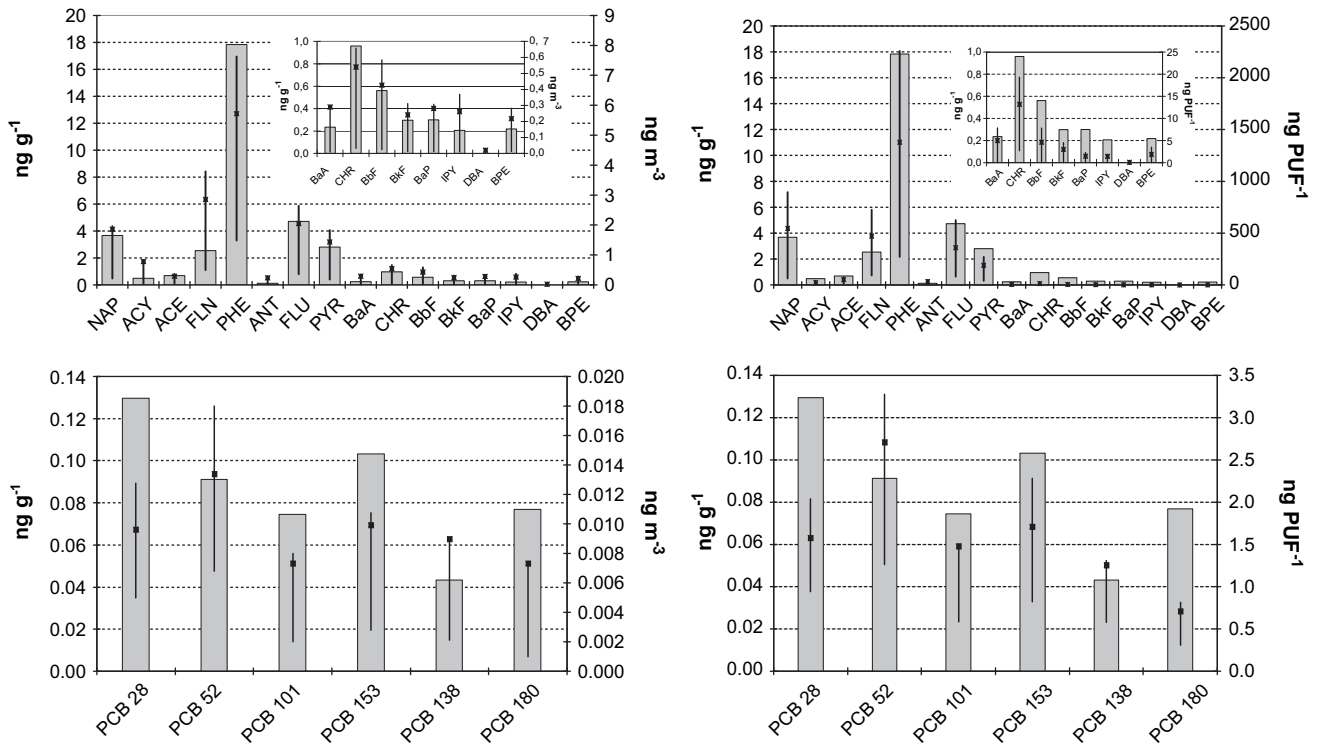 20 18 16 14 12 10 8 6 4 2 0
ng g-1
9 8 7 6 5 4 3 2 1 0
ng m-3
1,0 0,8 0,6 0,4 0,2 0,0
ng g-1
0,7 0,6 0,5 0,4 0,3 0,2 0,1 0,0
ng m-3
BaA CHR BbF BkF BaP IPY DBA BPE
NAP ACY ACE FLN PHE ANT FLU PYR BaA CHR BbF BkF BaP IPY DBA BPE
20 18 16 14 12 10 8 6 4 2 0
ng g-1
2500 2000 1500 1000 500 0
ng PUF-1
1,0 0,8 0,6 0,4 0,2 0,0
ng g-1
25 20 15 10 5 0
ng PUF-1
BaA CHR BbF BkF BaP IPY DBA BPE
NAP ACY ACE FLN PHE ANT FLU PYR BaA CHR BbF BkF BaP IPY DBA BPE
0.14 0.12 0.10 0.08 0.06 0.04 0.02 0.00
ng g-1
0.020 0.018 0.016 0.014 0.012 0.010 0.008 0.006 0.004 0.002 0.000
ng m-3
PCB 28 PCB 52 PCB 101 PCB 153 PCB 138 PCB 180
0.14 0.12 0.10 0.08 0.06 0.04 0.02 0.00
ng g-1
3.5 3.0 2.5 2.0 1.5 1.0 0.5 0.0
ng PUF-1
PCB 28 PCB 52 PCB 101 PCB 153 PCB 138 PCB 180